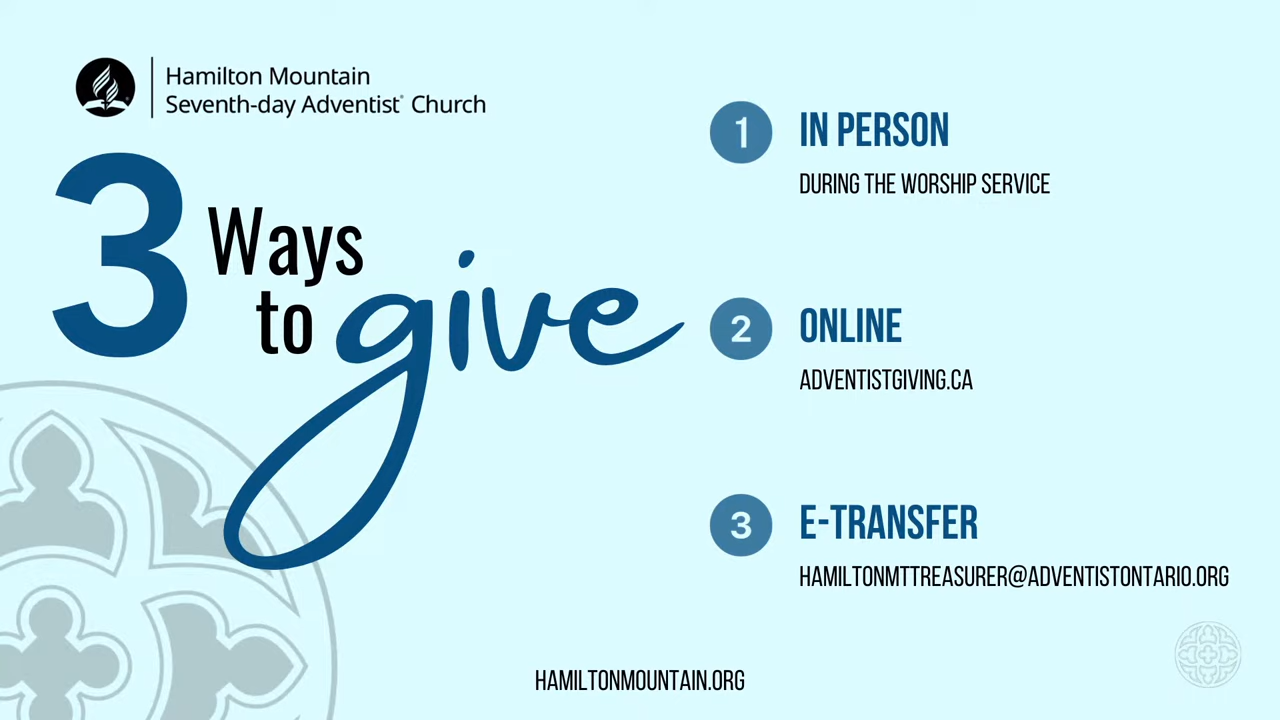 Hamilton Mountain
Seventh-day Adventist® Church
3 Ways
to give
1 IN PERSON
DURING THE WORSHIP SERVICE
2 ONLINE
ADVENTISTGIVING.CA
3 E-TRANSFER
HAMILTONMTTREASURER@ADVENTISTONTARIO.ORG
HAMILTONMOUNTAIN.ORG